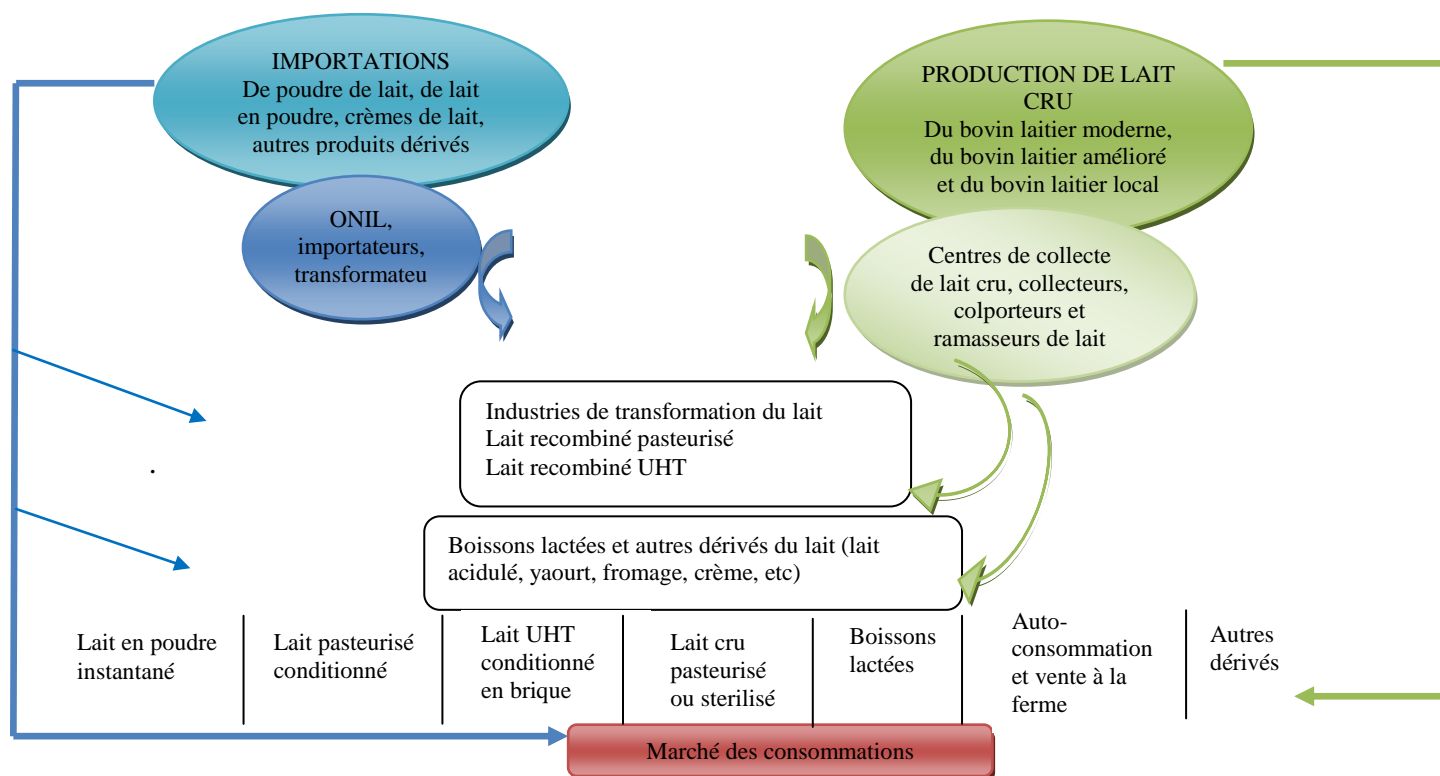 IMPORTATIONS
De poudre de lait, de lait
en poudre, crèmes de lait,
autres produits dérivés
PRODUCTION DE LAIT
CRU
Du bovin laitier moderne,
du bovin laitier amélioré
et du bovin laitier local
ONIL,
importateurs,
transformateu
Centres de collecte
de lait cru, collecteurs,
colporteurs et
ramasseurs de lait
Industries de transformation du lait
Lait recombiné pasteurisé
Lait recombiné UHT
.
Boissons lactées et autres dérivés du lait (lait
acidulé, yaourt, fromage, crème, etc)
Lait en poudre
instantané
Lait pasteurisé
conditionné
Lait UHT
conditionné
en brique
Lait cru
pasteurisé
ou sterilisé
Boissons
lactées
Auto-
consommation
et vente à la
ferme
Autres
dérivés
Marché des consommations